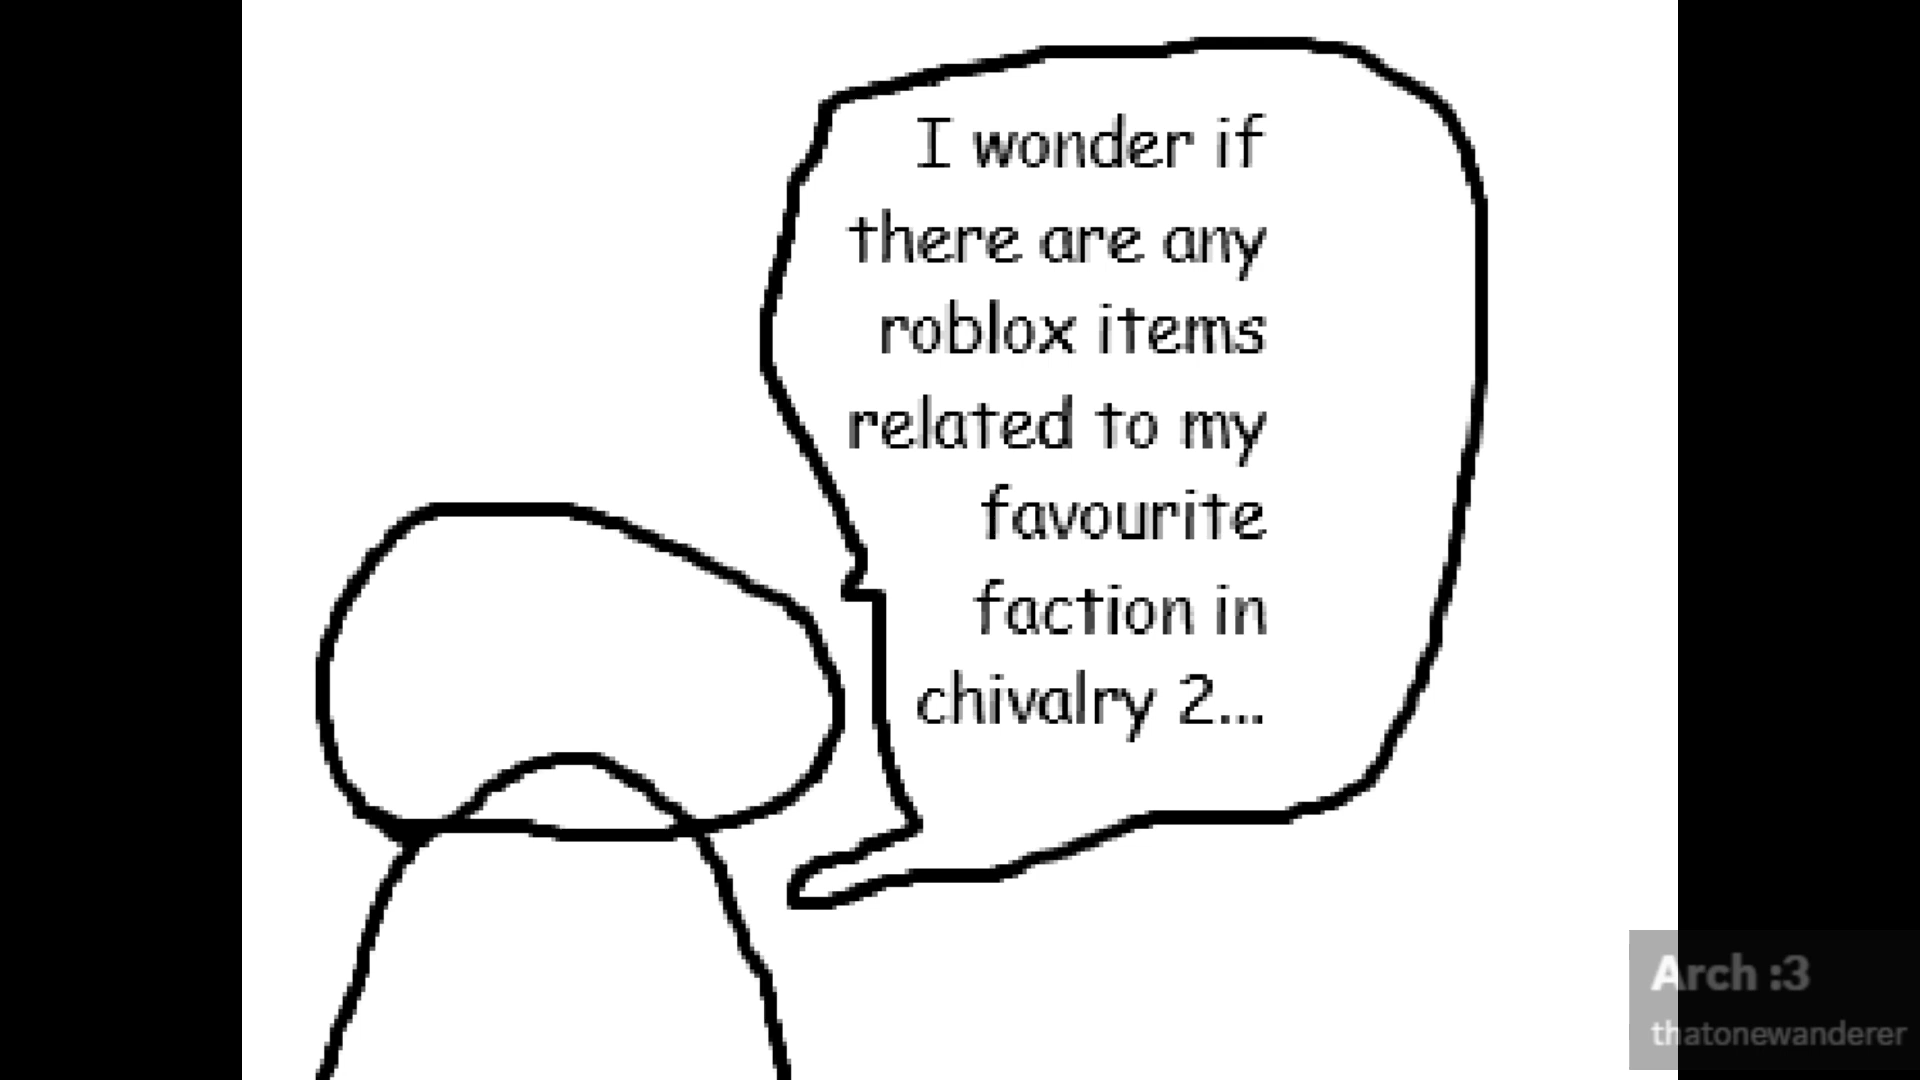 I wonder if
there are any
roblox items
related to my
favourite
faction in
chivalry 2...
Arch :3
thatonewanderer